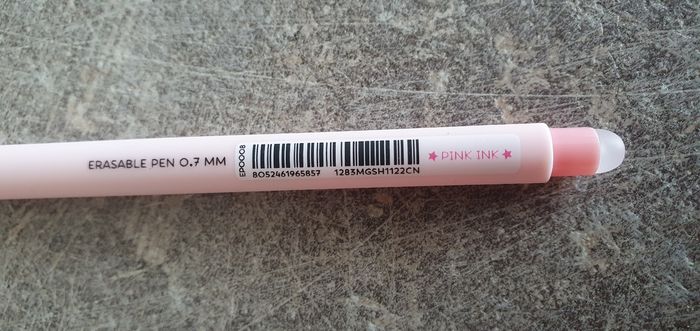 ERASABLE PEN 0.7 MM
EP0008
8052461965857 1283MGSH1122CN
★ PINK INK ★